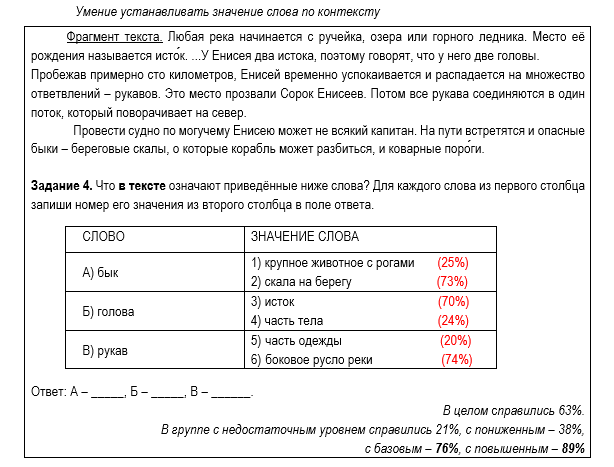 Умение устанавливать значение слова по контексту
Фрагмент текста. Любая река начинается с ручейка, озера или горного ледника. Место её
рождения называется исто́к. ...У Енисея два истока, поэтому говорят, что у него две головы.
Пробежав примерно сто километров, Енисей временно успокаивается и распадается на множество
ответвлений – рукавов. Это место прозвали Сорок Енисеев. Потом все рукава соединяются в один
поток, который поворачивает на север.
Провести судно по могучему Енисею может не всякий капитан. На пути встретятся и опасные
быки – береговые скалы, о которые корабль может разбиться, и коварные поро́ги.
Задание 4. Что в тексте означают приведённые ниже слова? Для каждого слова из первого столбца
запиши номер его значения из второго столбца в поле ответа.
СЛОВО ЗНАЧЕНИЕ СЛОВА
А) бык
1) крупное животное с рогами (25%)
2) скала на берегу (73%)
Б) голова
3) исток (70%)
4) часть тела (24%)
В) рукав
5) часть одежды (20%)
6) боковое русло реки (74%)
Ответ: А – _____, Б – _____, В – ______.
В целом справились 63%.
В группе с недостаточным уровнем справились 21%, с пониженным – 38%,
с базовым – 76%, с повышенным – 89%